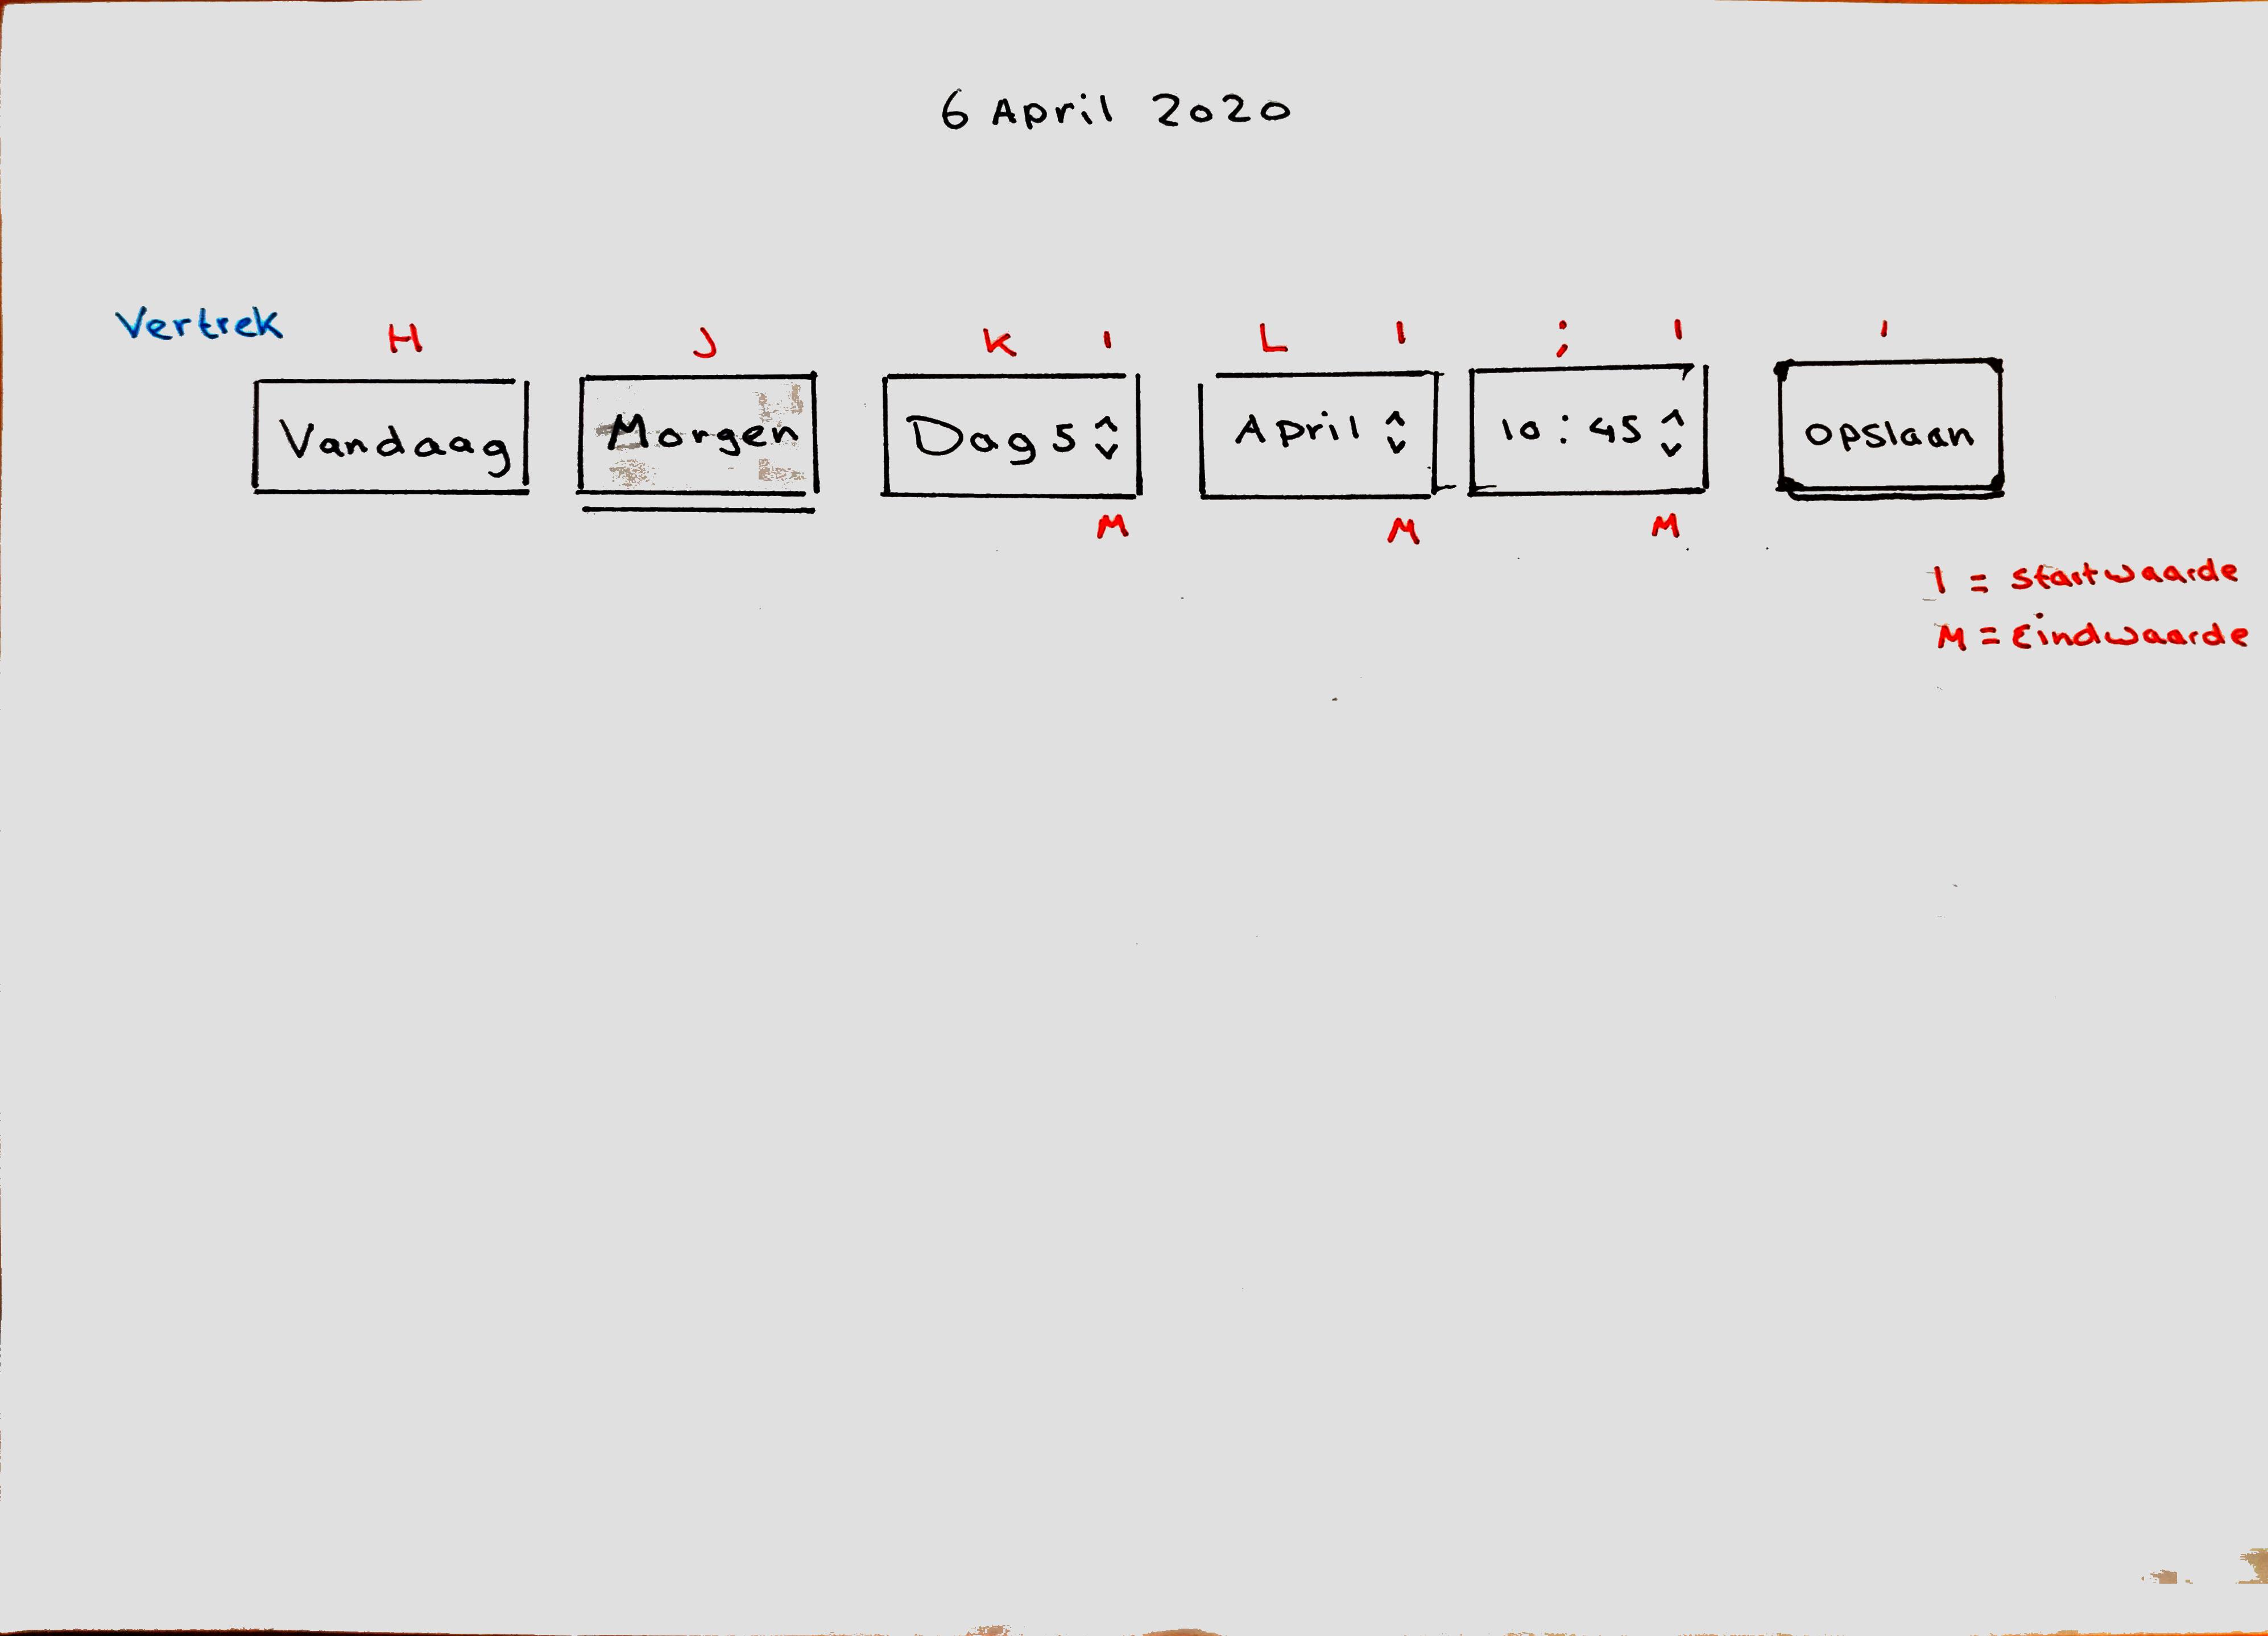 6 April 2020
Vertrek H J K I L I ; I '
Vandaag Morgen Dag 5 April 10:45 opslaan
M M M
I = startwaarde
M = Eindwaarde